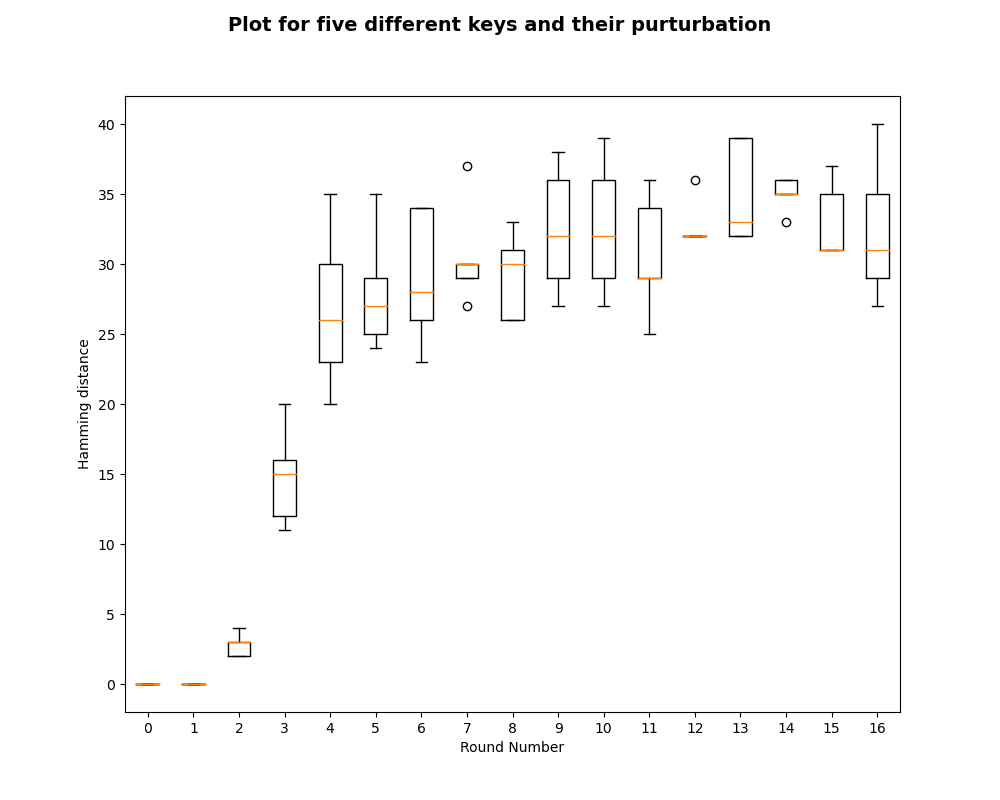 Plot for five different keys and their purturbation
40
35
30
25
20
15
10
5
0
Hamming distance
0 1 2 3 4 5 6 7 8 9 10 11 12 13 14 15 16
Round Number